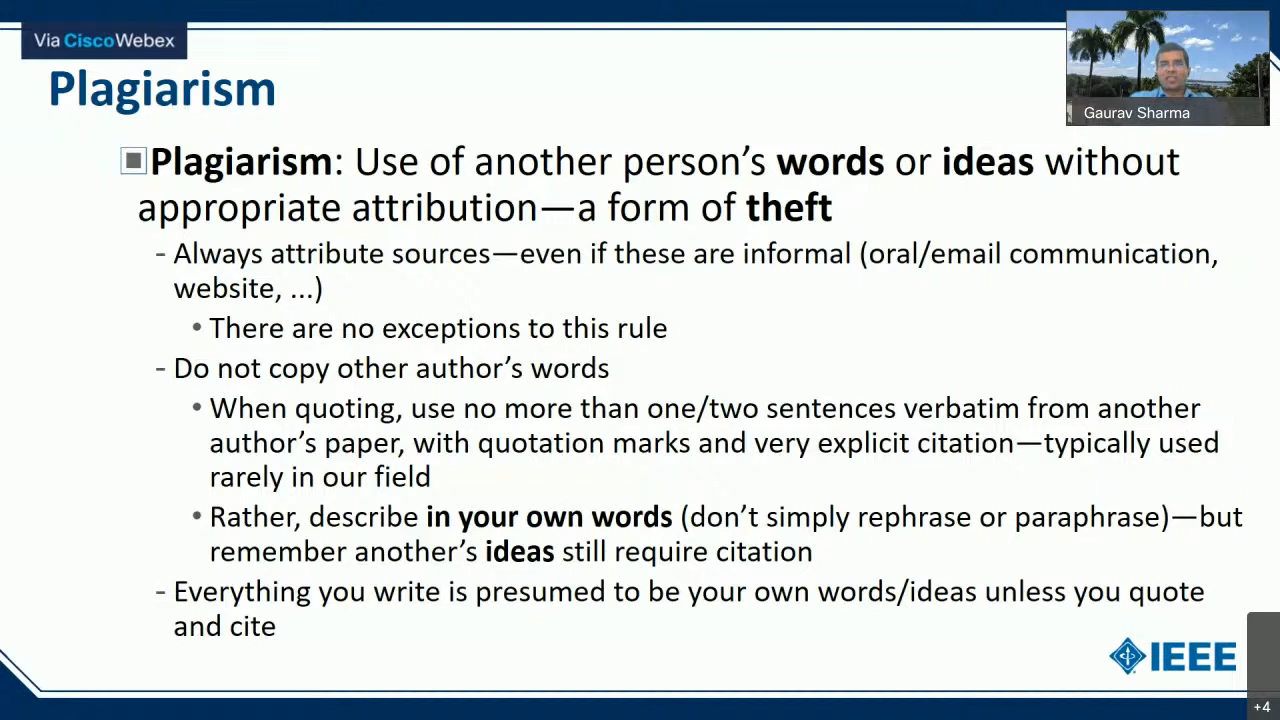 Via CiscoWebex
Plagiarism
Gaurav Sharma
Plagiarism: Use of another person’s words or ideas without
appropriate attribution—a form of theft
- Always attribute sources—even if these are informal (oral/email communication,
website, ...)
• There are no exceptions to this rule
- Do not copy other author’s words
• When quoting, use no more than one/two sentences verbatim from another
author’s paper, with quotation marks and very explicit citation—typically used
rarely in our field
• Rather, describe in your own words (don’t simply rephrase or paraphrase)—but
remember another’s ideas still require citation
- Everything you write is presumed to be your own words/ideas unless you quote
and cite
IEEE
+4